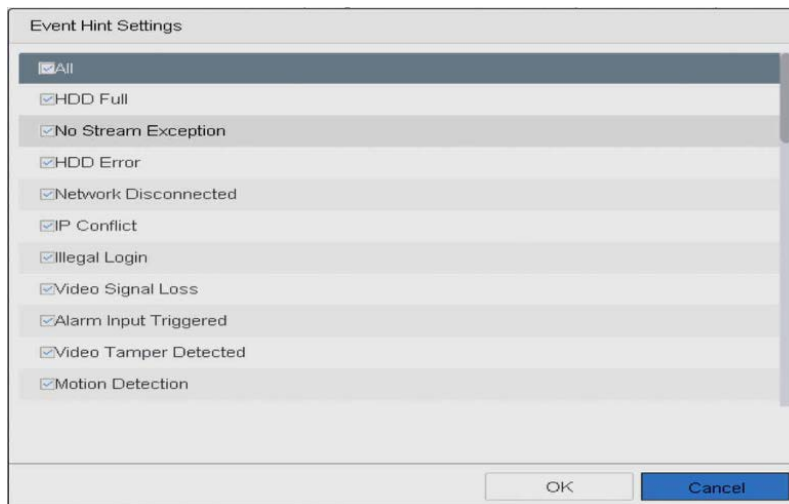 Event Hint Settings
All
HDD Full
No Stream Exception
HDD Error
Network Disconnected
IP Conflict
Illegal Login
Video Signal Loss
Alarm Input Triggered
Video Tamper Detected
Motion Detection
OK
Cancel